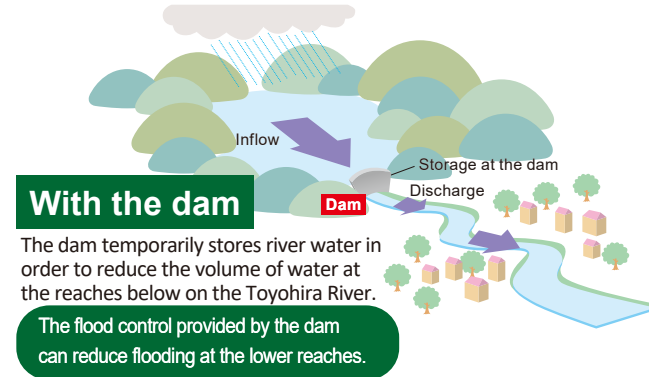 Inflow
Storage at the dam
Discharge
Dam
With the dam
The dam temporarily stores river water in
order to reduce the volume of water at
the reaches below on the Toyohira River.
The flood control provided by the dam
can reduce flooding at the lower reaches.